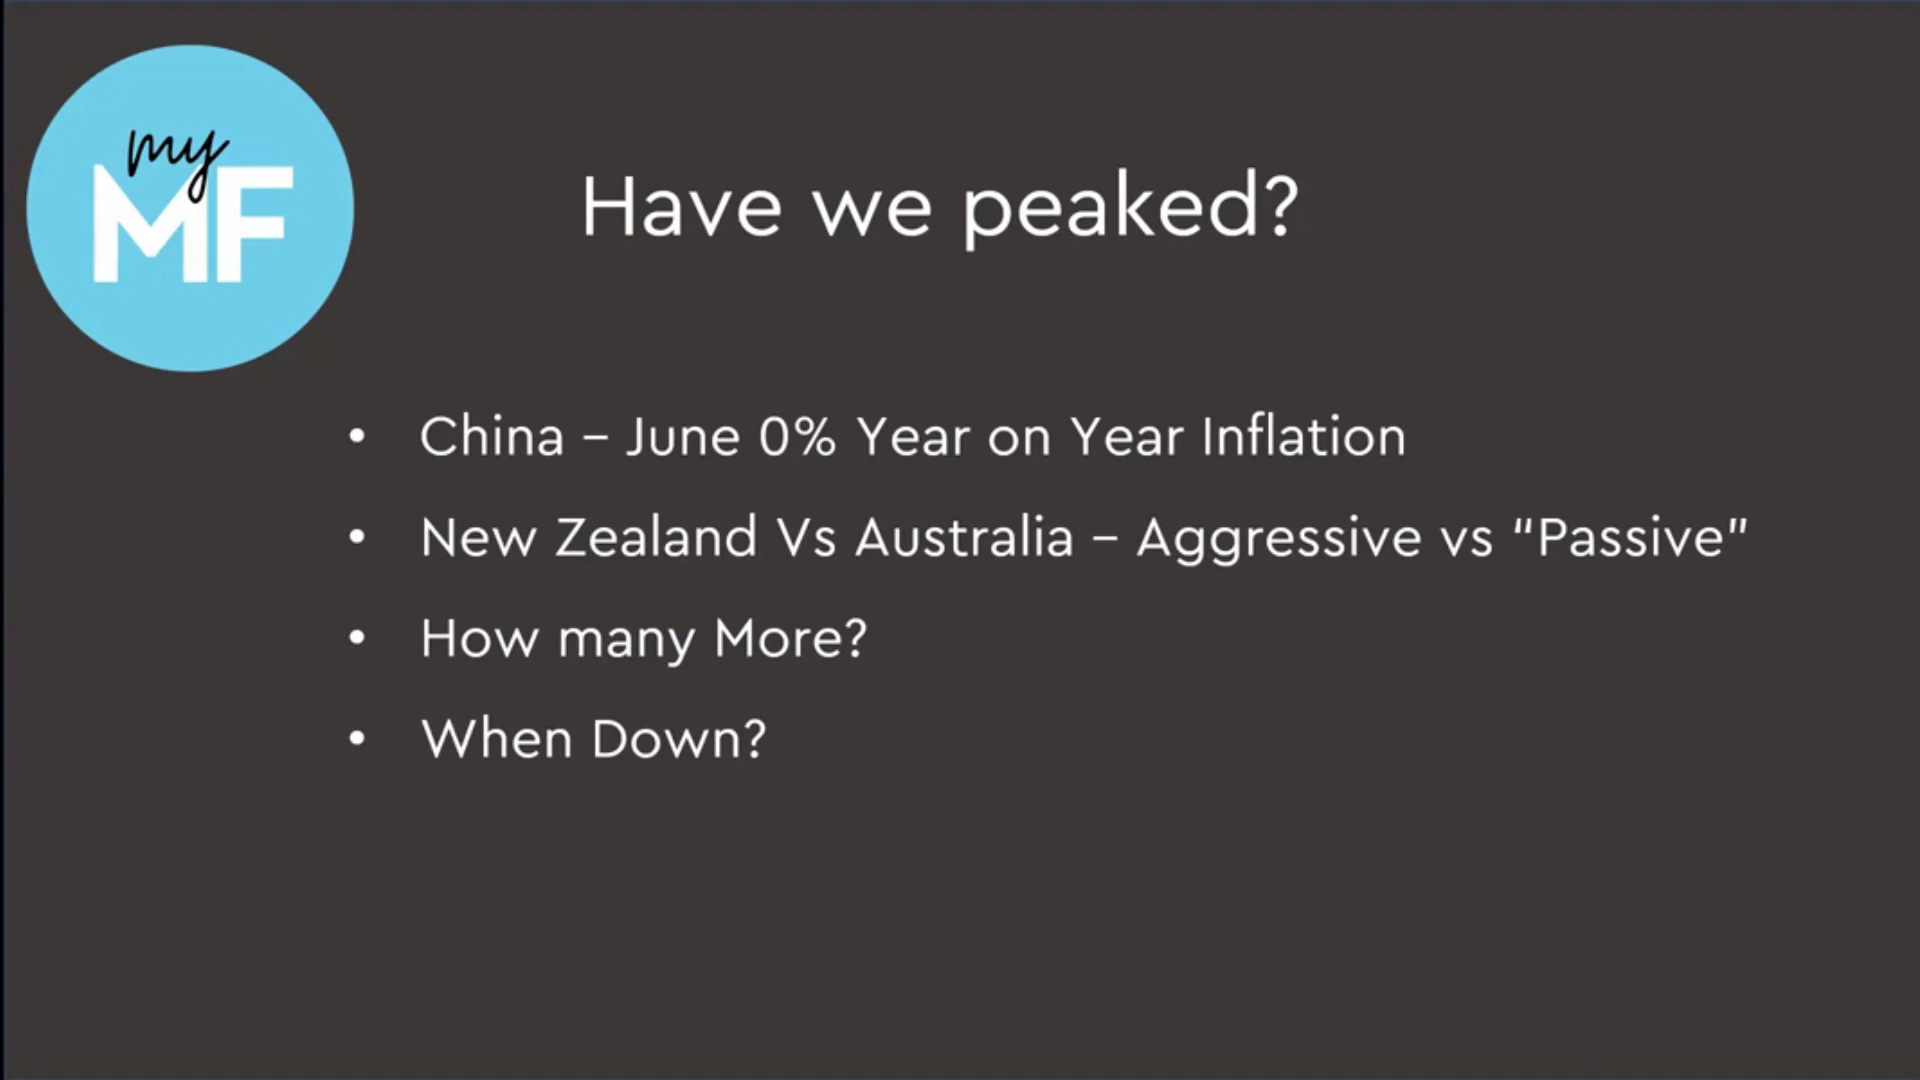 my
MF
Have we peaked?
• China – June 0% Year on Year Inflation
• New Zealand Vs Australia – Aggressive vs “Passive”
• How many More?
• When Down?